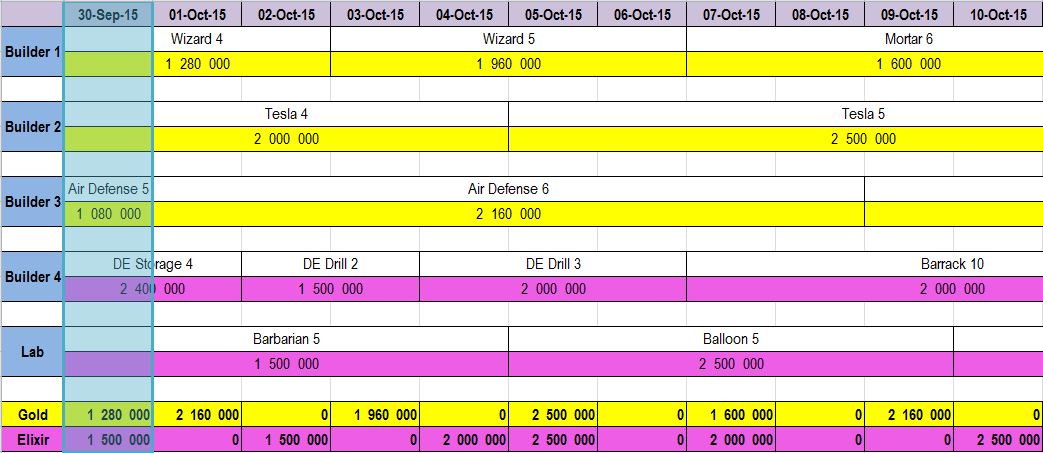 30-Sep-15 01-Oct-15 02-Oct-15 03-Oct-15 04-Oct-15 05-Oct-15 06-Oct-15 07-Oct-15 08-Oct-15 09-Oct-15 10-Oct-15
Builder 1
Wizard 4 Wizard 5 Mortar 6
1 280 000 1 960 000 1 600 000
Builder 2
Tesla 4 Tesla 5
2 000 000 2 500 000
Builder 3
Air Defense 5 Air Defense 6
1 080 000 2 160 000
Builder 4
DE Storage 4 DE Drill 2 DE Drill 3 Barrack 10
2 400 000 1 500 000 2 000 000 2 000 000
Lab
Barbarian 5 Balloon 5
1 500 000 2 500 000
Gold 1 280 000 2 160 000 0 1 960 000 0 2 500 000 0 1 600 000 0 2 160 000 0
Elixir 1 500 000 0 1 500 000 0 2 000 000 2 500 000 0 2 000 000 0 0 2 500 000